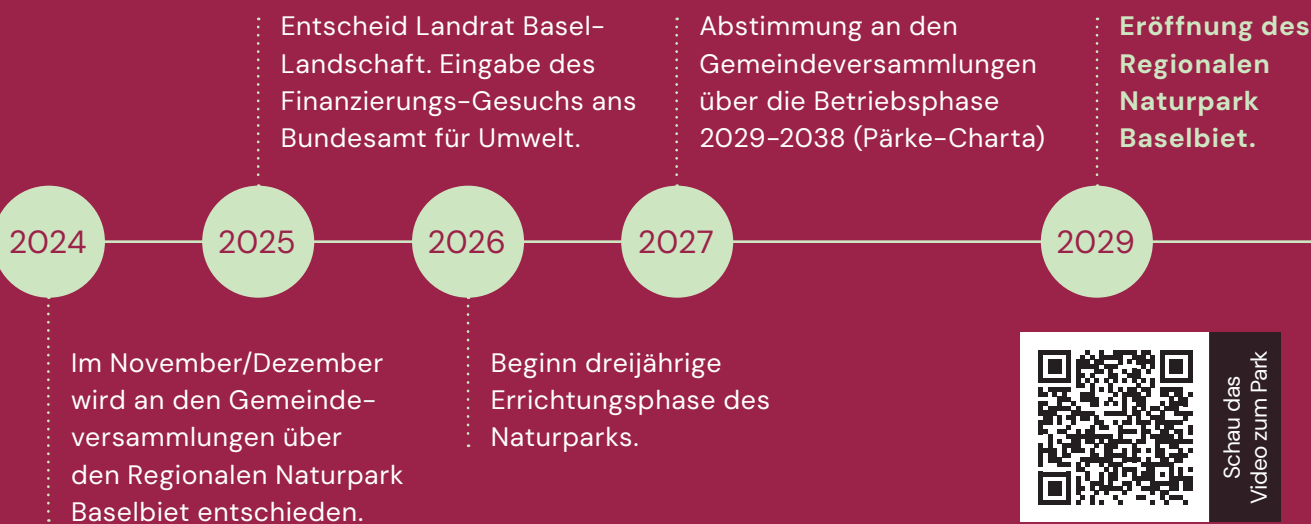 Entscheid Landrat Basel-
Landschaft. Eingabe des
Finanzierungs-Gesuchs ans
Bundesamt für Umwelt.
Abstimmung an den
Gemeindeversammlungen
über die Betriebsphase
2029-2038 (Pärke-Charta)
Eröffnung des
Regionalen
Naturpark
Baselbiet.
2024
2025
2026
2027
2029
Im November/Dezember
wird an den Gemeinde-
versammlungen über
den Regionalen Naturpark
Baselbiet entschieden.
Beginn dreijährige
Errichtungsphase des
Naturparks.
Schau das
Video zum Park